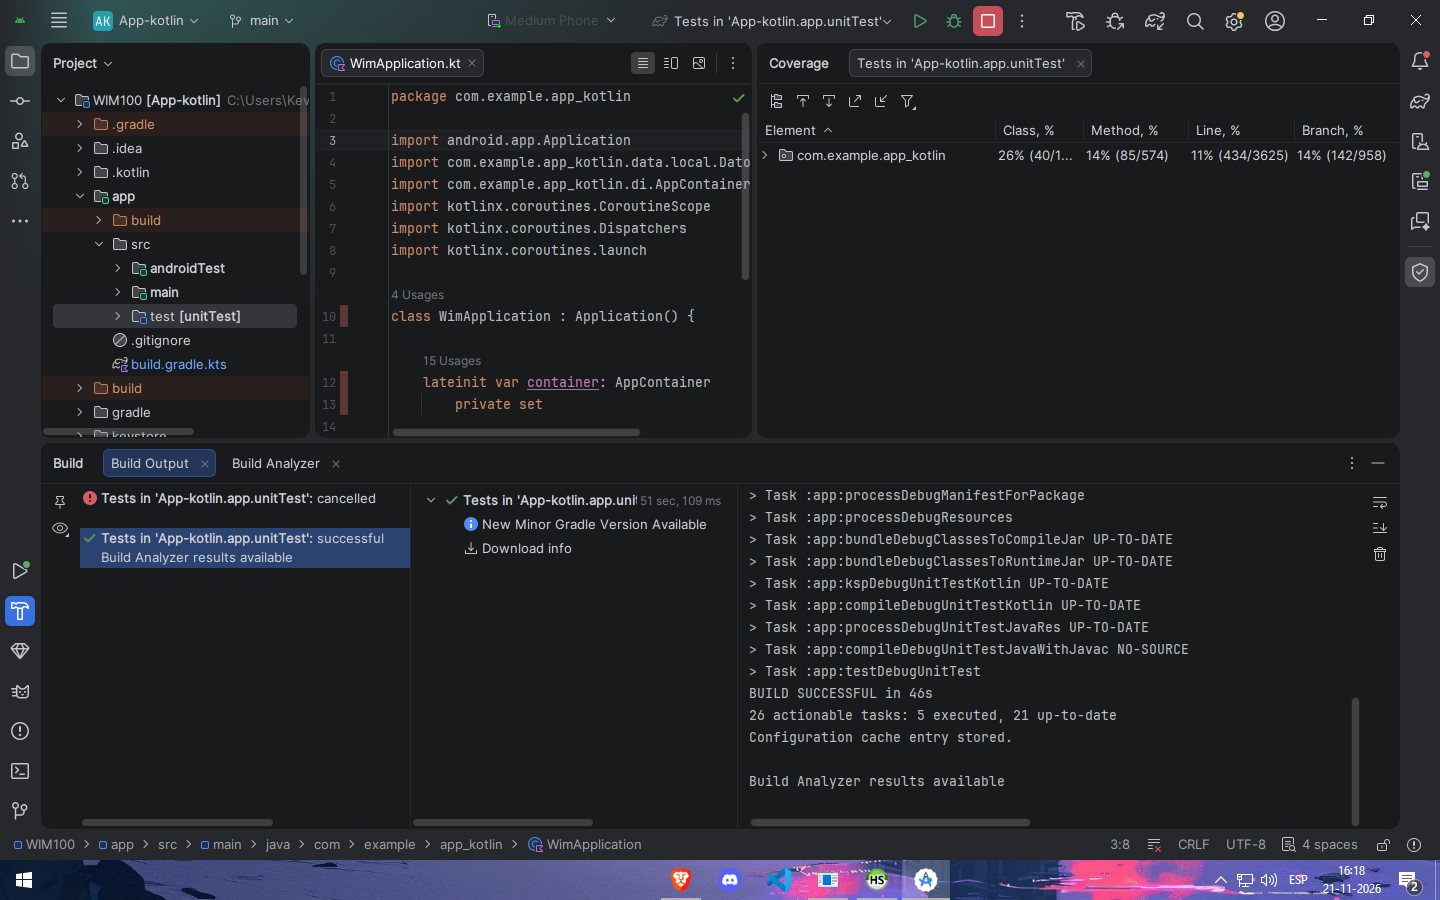 AK App-kotlin
main
Medium Phone
Tests in 'App-kotlin.app.unitTest'
Project
WIM100 [App-kotlin] C:\Users\Kev
.gradle
.idea
.kotlin
app
build
src
androidTest
main
test [unitTest]
.gitignore
build.gradle.kts
build
gradle
keystore
WimApplication.kt
1 package com.example.app_kotlin
2
3 import android.app.Application
4 import com.example.app_kotlin.data.local.Dato
5 import com.example.app_kotlin.di.AppContainer
6 import kotlinx.coroutines.CoroutineScope
7 import kotlinx.coroutines.Dispatchers
8 import kotlinx.coroutines.launch
9
4 Usages
10 class WimApplication : Application() {
11
15 Usages
12 lateinit var container: AppContainer
13 private set
14
Coverage
Tests in 'App-kotlin.app.unitTest'
Element Class, % Method, % Line, % Branch, %
com.example.app_kotlin 26% (40/1... 14% (85/574) 11% (434/3625) 14% (142/958)
Build
Build Output
Build Analyzer
Tests in 'App-kotlin.app.unitTest': cancelled
Tests in 'App-kotlin.app.unitTest': successful
Build Analyzer results available
Tests in 'App-kotlin.app.unit 51 sec, 109 ms
New Minor Gradle Version Available
Download info
> Task :app:processDebugManifestForPackage
> Task :app:processDebugResources
> Task :app:bundleDebugClassesToCompileJar UP-TO-DATE
> Task :app:bundleDebugClassesToRuntimeJar UP-TO-DATE
> Task :app:kspDebugUnitTestKotlin UP-TO-DATE
> Task :app:compileDebugUnitTestKotlin UP-TO-DATE
> Task :app:processDebugUnitTestJavaRes UP-TO-DATE
> Task :app:compileDebugUnitTestJavaWithJavac NO-SOURCE
> Task :app:testDebugUnitTest
BUILD SUCCESSFUL in 46s
26 actionable tasks: 5 executed, 21 up-to-date
Configuration cache entry stored.
Build Analyzer results available
WIM100 > app > src > main > java > com > example > app_kotlin > WimApplication
3:8 CRLF UTF-8 4 spaces
HS
ESP
16:18
21-11-2026
2